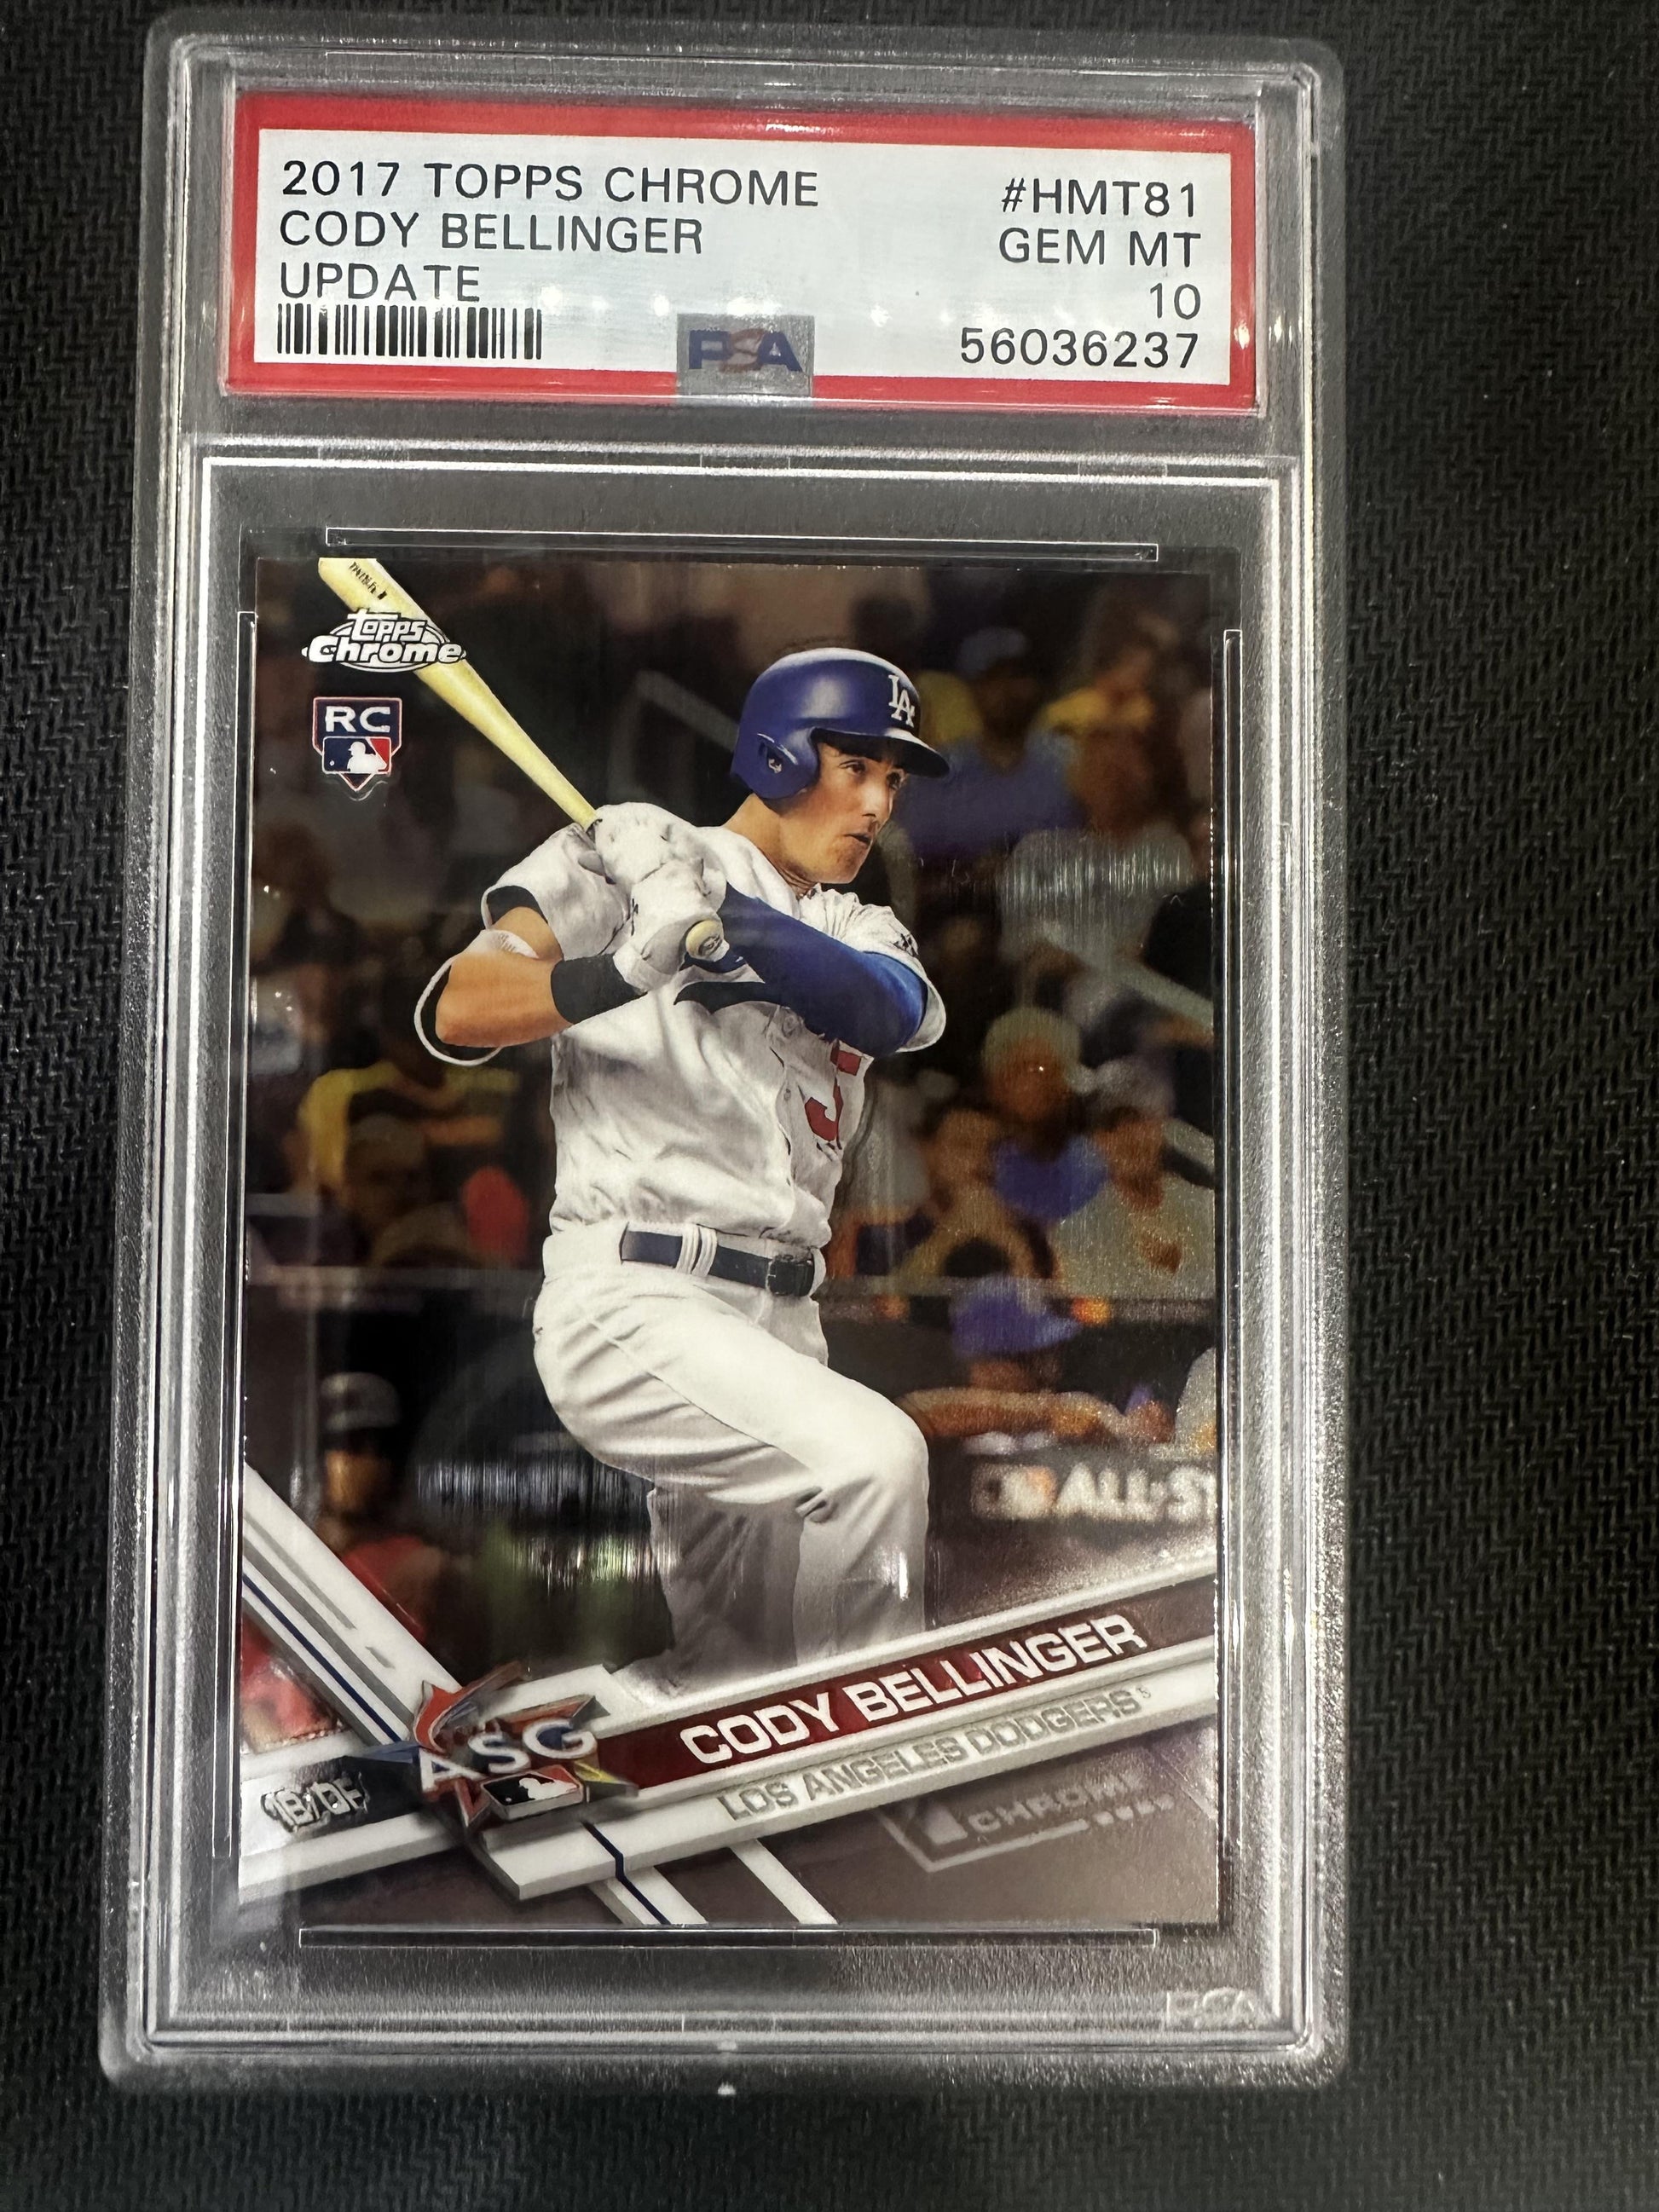 2017 TOPPS CHROME #HMT81
CODY BELLINGER GEM MT
UPDATE 10
PSA 56036237
Topps
Chrome
RC
LA
ALL-S
CODY BELLINGER
LOS ANGELES DODGERS
ASG
1B/OF
CHROME
PSA